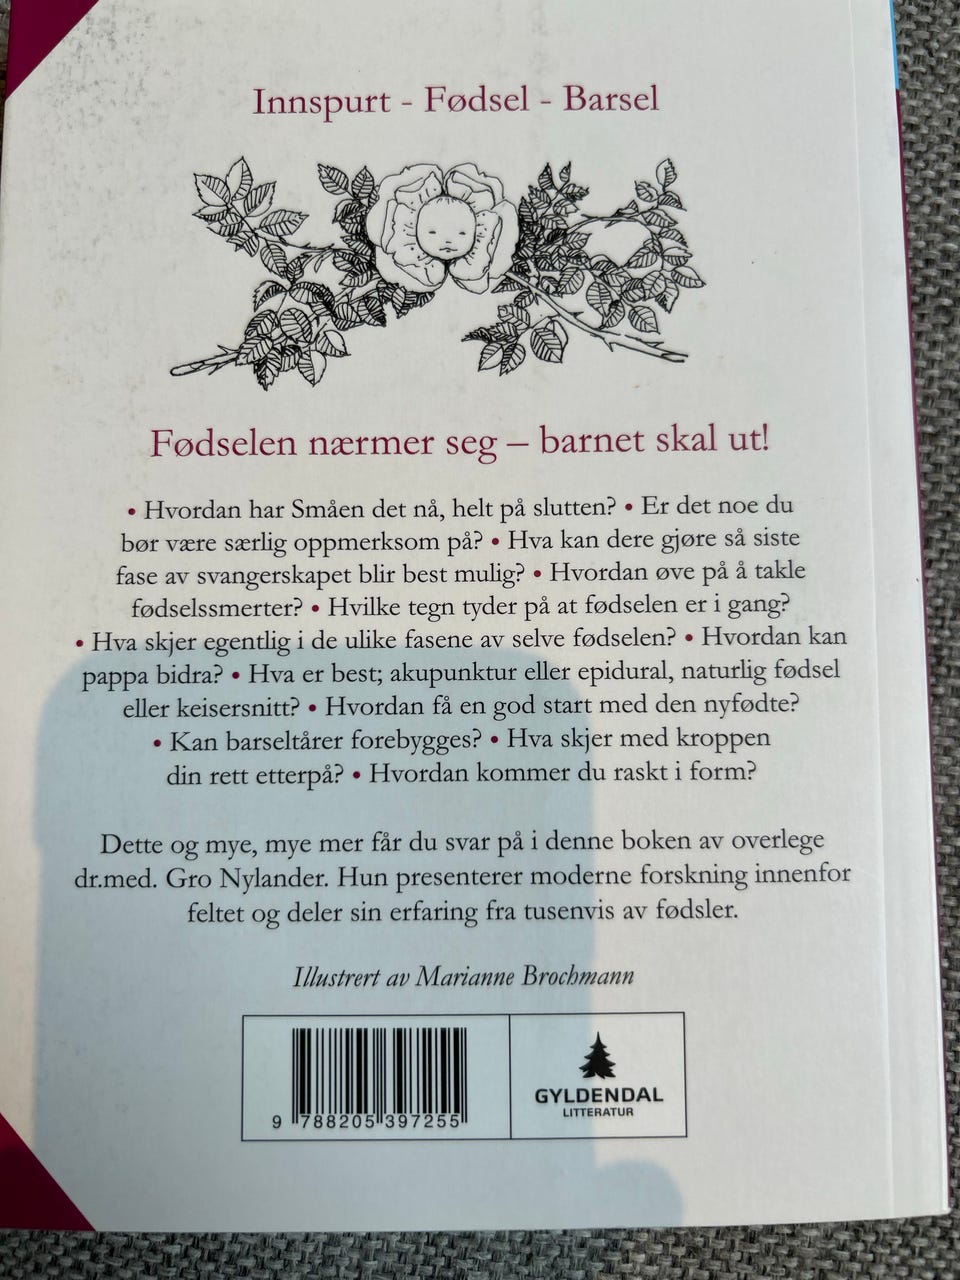 Innspurt - Fødsel - Barsel
Fødselen nærmer seg – barnet skal ut!
• Hvordan har Småen det nå, helt på slutten? • Er det noe du
bør være særlig oppmerksom på? • Hva kan dere gjøre så siste
fase av svangerskapet blir best mulig? • Hvordan øve på å takle
fødselssmerter? • Hvilke tegn tyder på at fødselen er i gang?
• Hva skjer egentlig i de ulike fasene av selve fødselen? • Hvordan kan
pappa bidra? • Hva er best; akupunktur eller epidural, naturlig fødsel
eller keisersnitt? • Hvordan få en god start med den nyfødte?
• Kan barseltårer forebygges? • Hva skjer med kroppen
din rett etterpå? • Hvordan kommer du raskt i form?
Dette og mye, mye mer får du svar på i denne boken av overlege
dr.med. Gro Nylander. Hun presenterer moderne forskning innenfor
feltet og deler sin erfaring fra tusenvis av fødsler.
Illustrert av Marianne Brochmann
9 788205 397255
GYLDENDAL
LITTERATUR